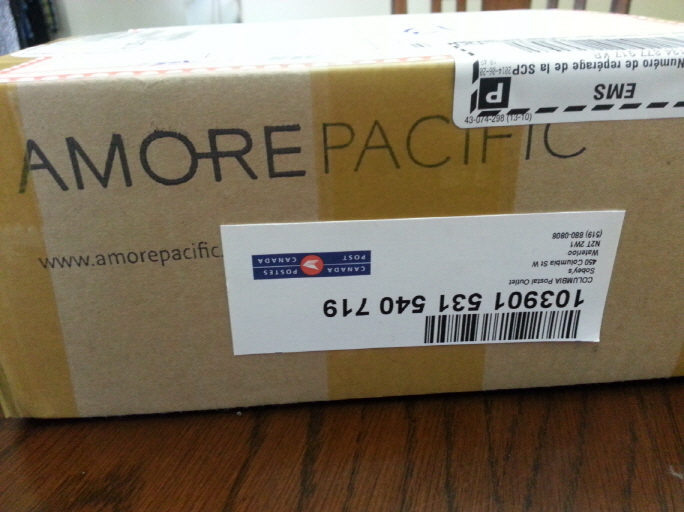 AMOREPACIFIC
www.amorepacific.
Numéro de repérage de la SCP
EMS
P
43-074-298 (13-10)
COLUMBIA Postal Outlet
Sobey's
450 Columbia St W
Waterloo
N2T 2W1
(519) 880-0806
CANADA POST
POSTES CANADA
103901 531 540 719